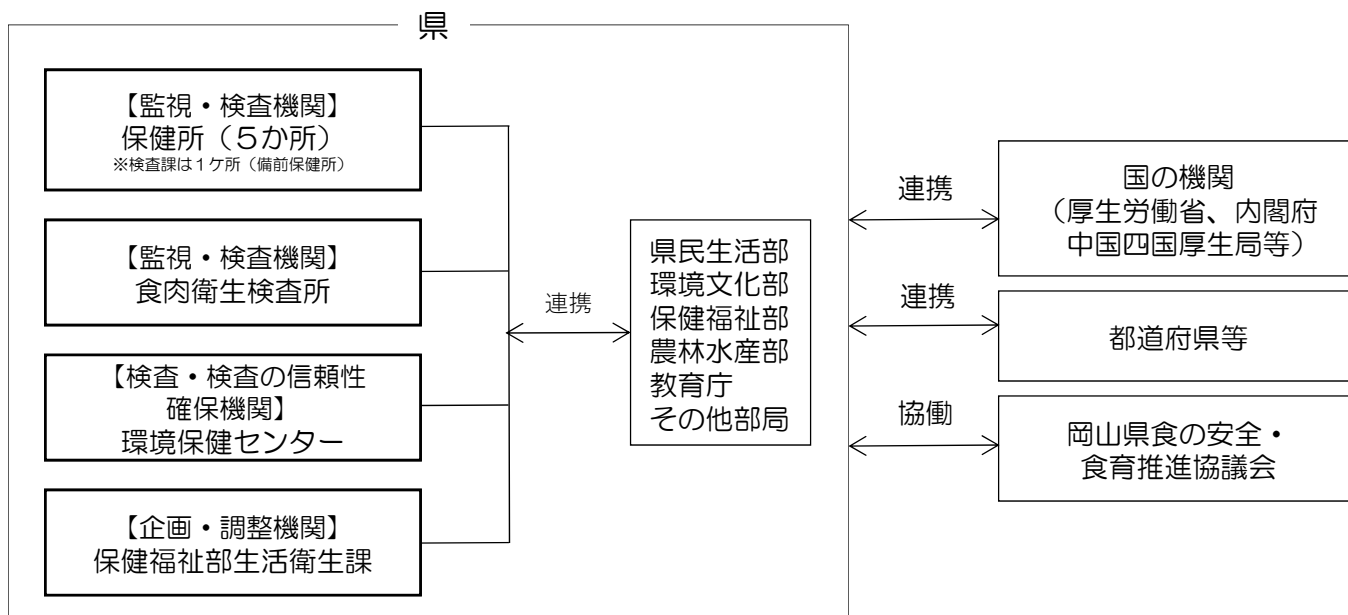 県
【監視・検査機関】
保健所（５か所）
※検査課は１ケ所（備前保健所）
【監視・検査機関】
食肉衛生検査所
【検査・検査の信頼性
確保機関】
環境保健センター
【企画・調整機関】
保健福祉部生活衛生課
連携
県民生活部
環境文化部
保健福祉部
農林水産部
教育庁
その他部局
連携
国の機関
（厚生労働省、内閣府
中国四国厚生局等）
連携
都道府県等
協働
岡山県食の安全・
食育推進協議会